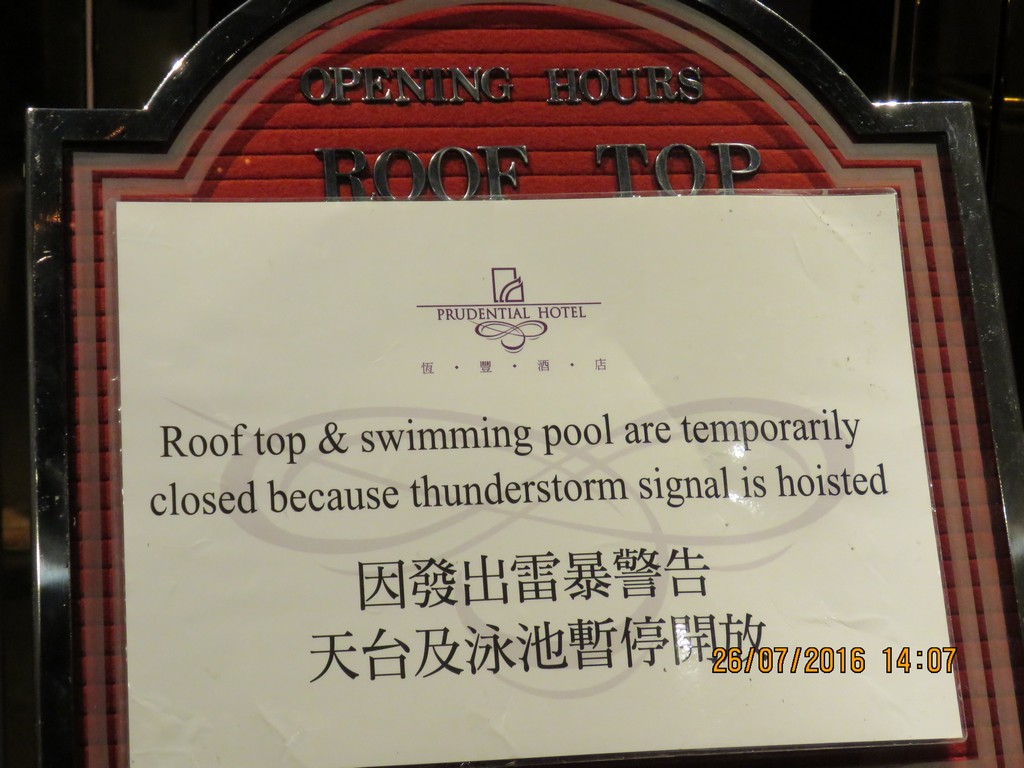 OPENING HOURS
ROOF TOP
PRUDENTIAL HOTEL
恆・豐・酒・店
Roof top & swimming pool are temporarily
closed because thunderstorm signal is hoisted
因發出雷暴警告
天台及泳池暫停開放
26/07/2016 14:07